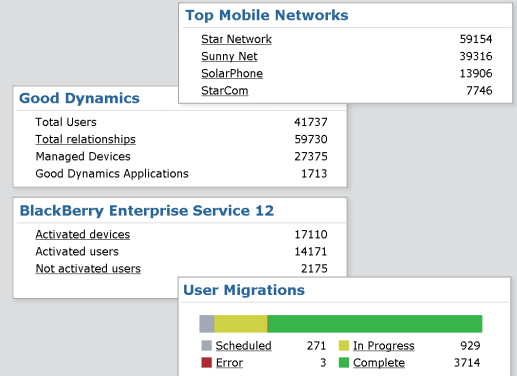 Top Mobile Networks
Star Network 59154
Sunny Net 39316
SolarPhone 13906
StarCom 7746
Good Dynamics
Total Users 41737
Total relationships 59730
Managed Devices 27375
Good Dynamics Applications 1713
BlackBerry Enterprise Service 12
Activated devices 17110
Activated users 14171
Not activated users 2175
User Migrations
Scheduled 271 In Progress 929
Error 3 Complete 3714